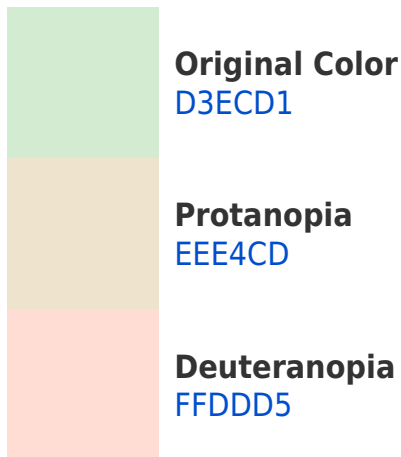 Original Color
D3ECD1
Protanopia
EEE4CD
Deuteranopia
FFDDD5